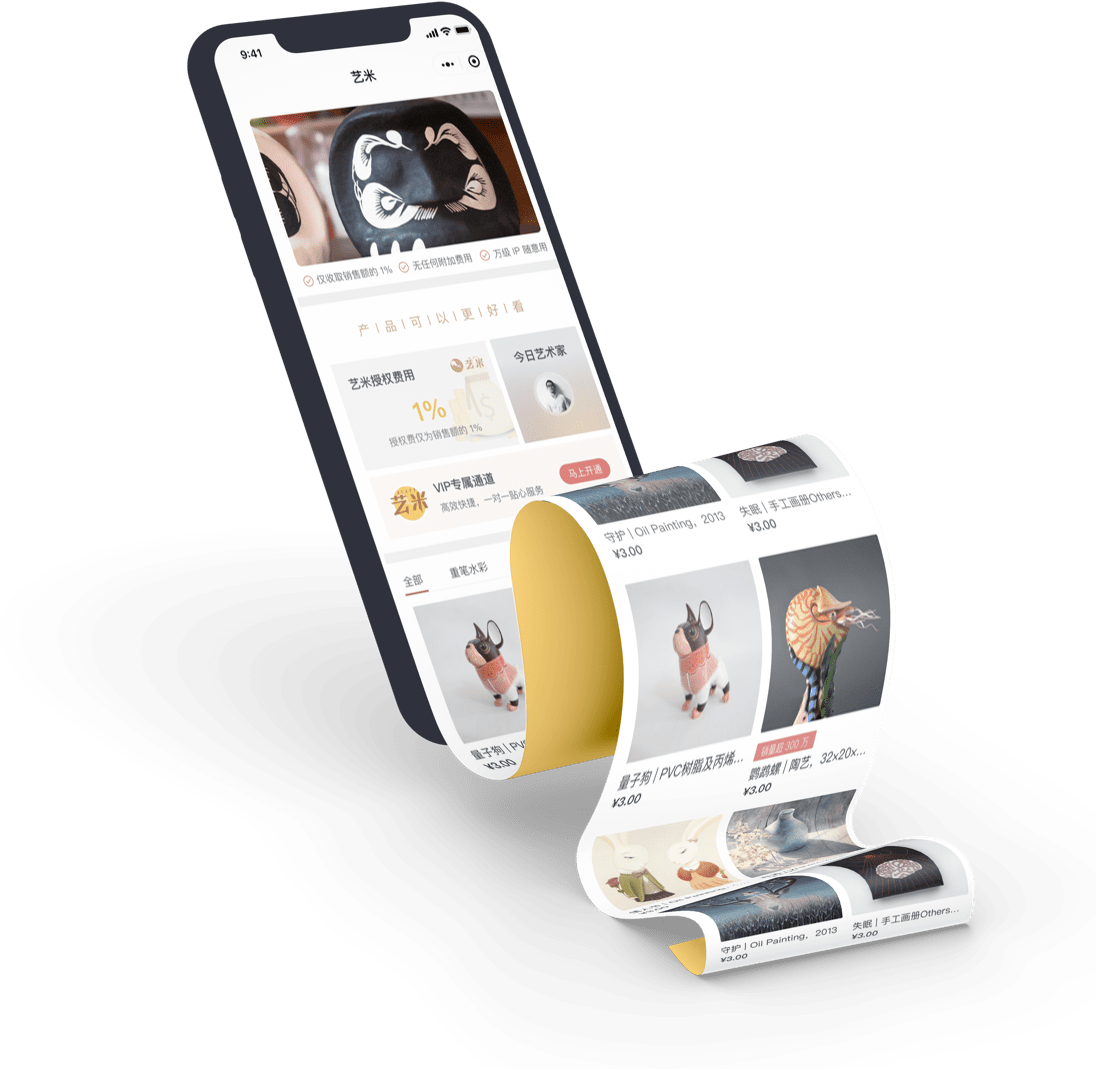 9:41
艺米
仅收取销售额的 1% 无任何附加费用 万级 IP 随意用
产 | 品 | 可 | 以 | 更 | 好 | 看
艺米授权费用
艺米
1%
授权费仅为销售额的 1%
今日艺术家
艺米
VIP专属通道
高效快捷，一对一贴心服务
马上开通
全部 重笔水彩
量子狗 | PVC
¥3.00
守护 | Oil Painting，2013
¥3.00
失眠 | 手工画册Others...
¥3.00
量子狗 | PVC树脂及丙烯...
¥3.00
销量超 300 万
鹦鹉螺 | 陶艺，32x20x...
¥3.00
守护 | Oil Painting，2013
¥3.00
失眠 | 手工画册Others...
¥3.00